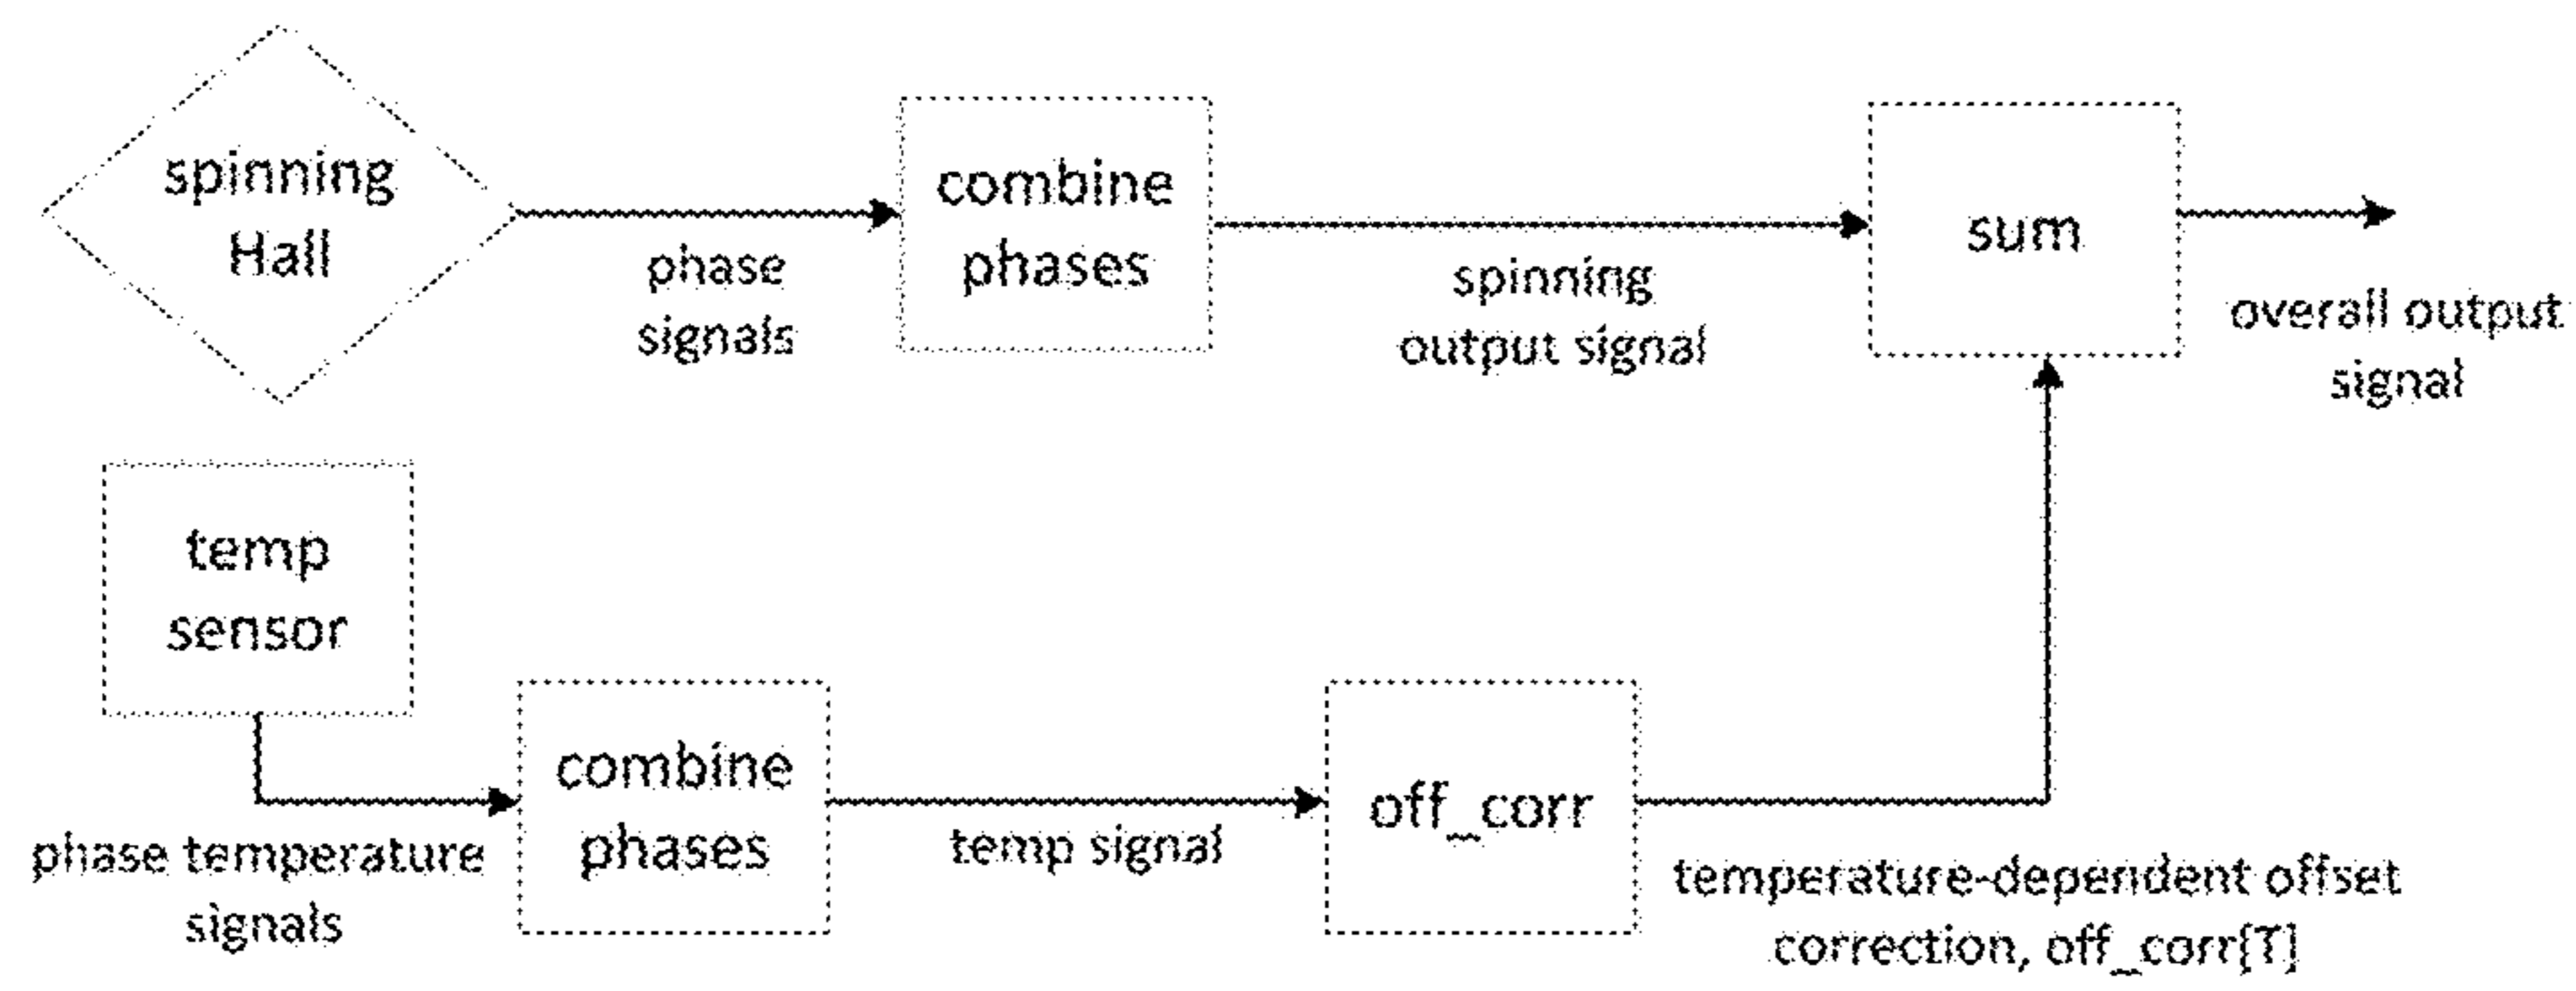 spinning
Hall
phase
signals
combine
phases
spinning
output signal
sum
overall output
signal
temp
sensor
phase temperature
signals
combine
phases
temp signal
off_corr
temperature-dependent offset
correction, off_corr[T]